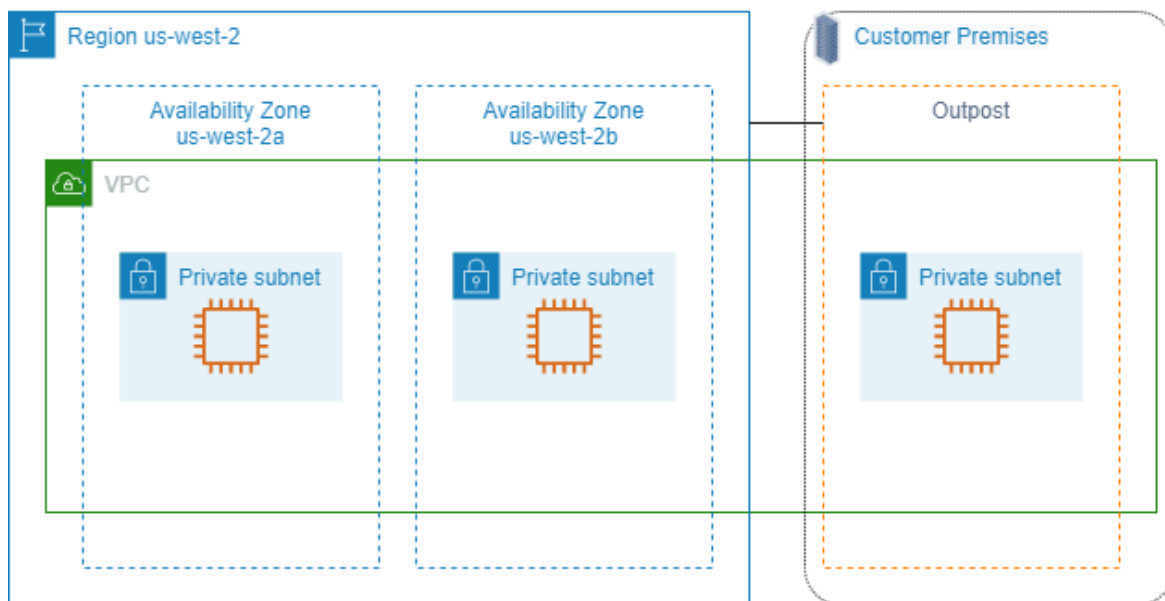 Region us-west-2
Customer Premises
Availability Zone
us-west-2a
Availability Zone
us-west-2b
Outpost
VPC
Private subnet
Private subnet
Private subnet